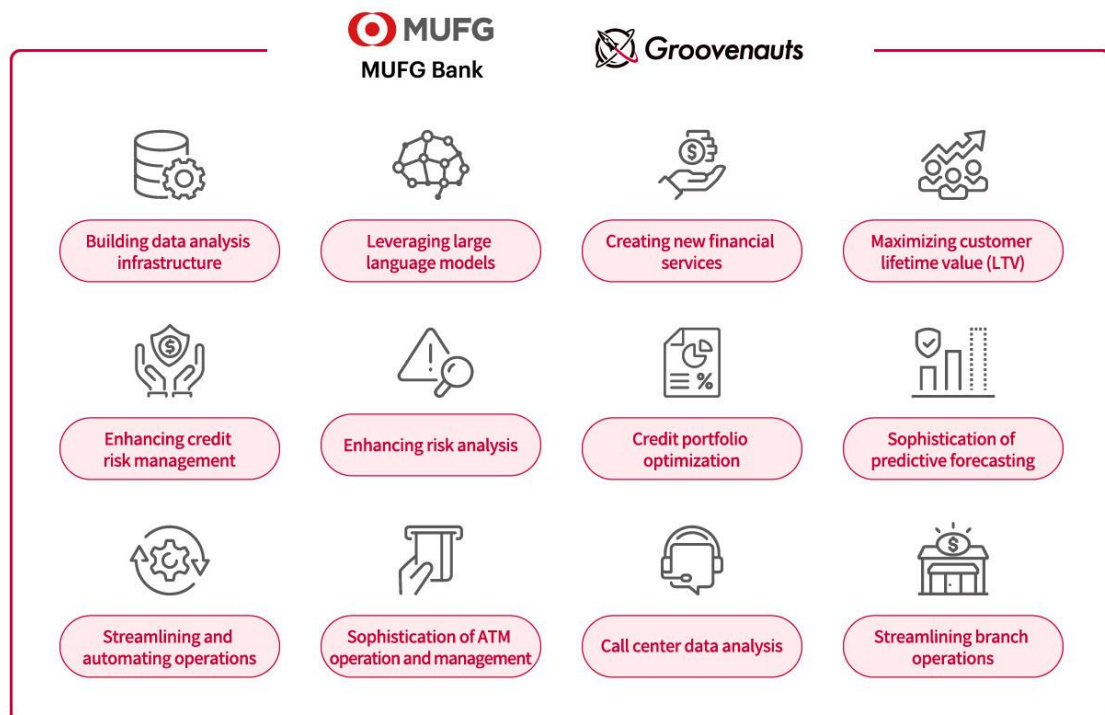 MUFG
MUFG Bank
Groovenauts
Building data analysis
infrastructure
Leveraging large
language models
Creating new financial
services
Maximizing customer
lifetime value (LTV)
Enhancing credit
risk management
Enhancing risk analysis
Credit portfolio
optimization
Sophistication of
predictive forecasting
Streamlining and
automating operations
Sophistication of ATM
operation and management
Call center data analysis
Streamlining branch
operations